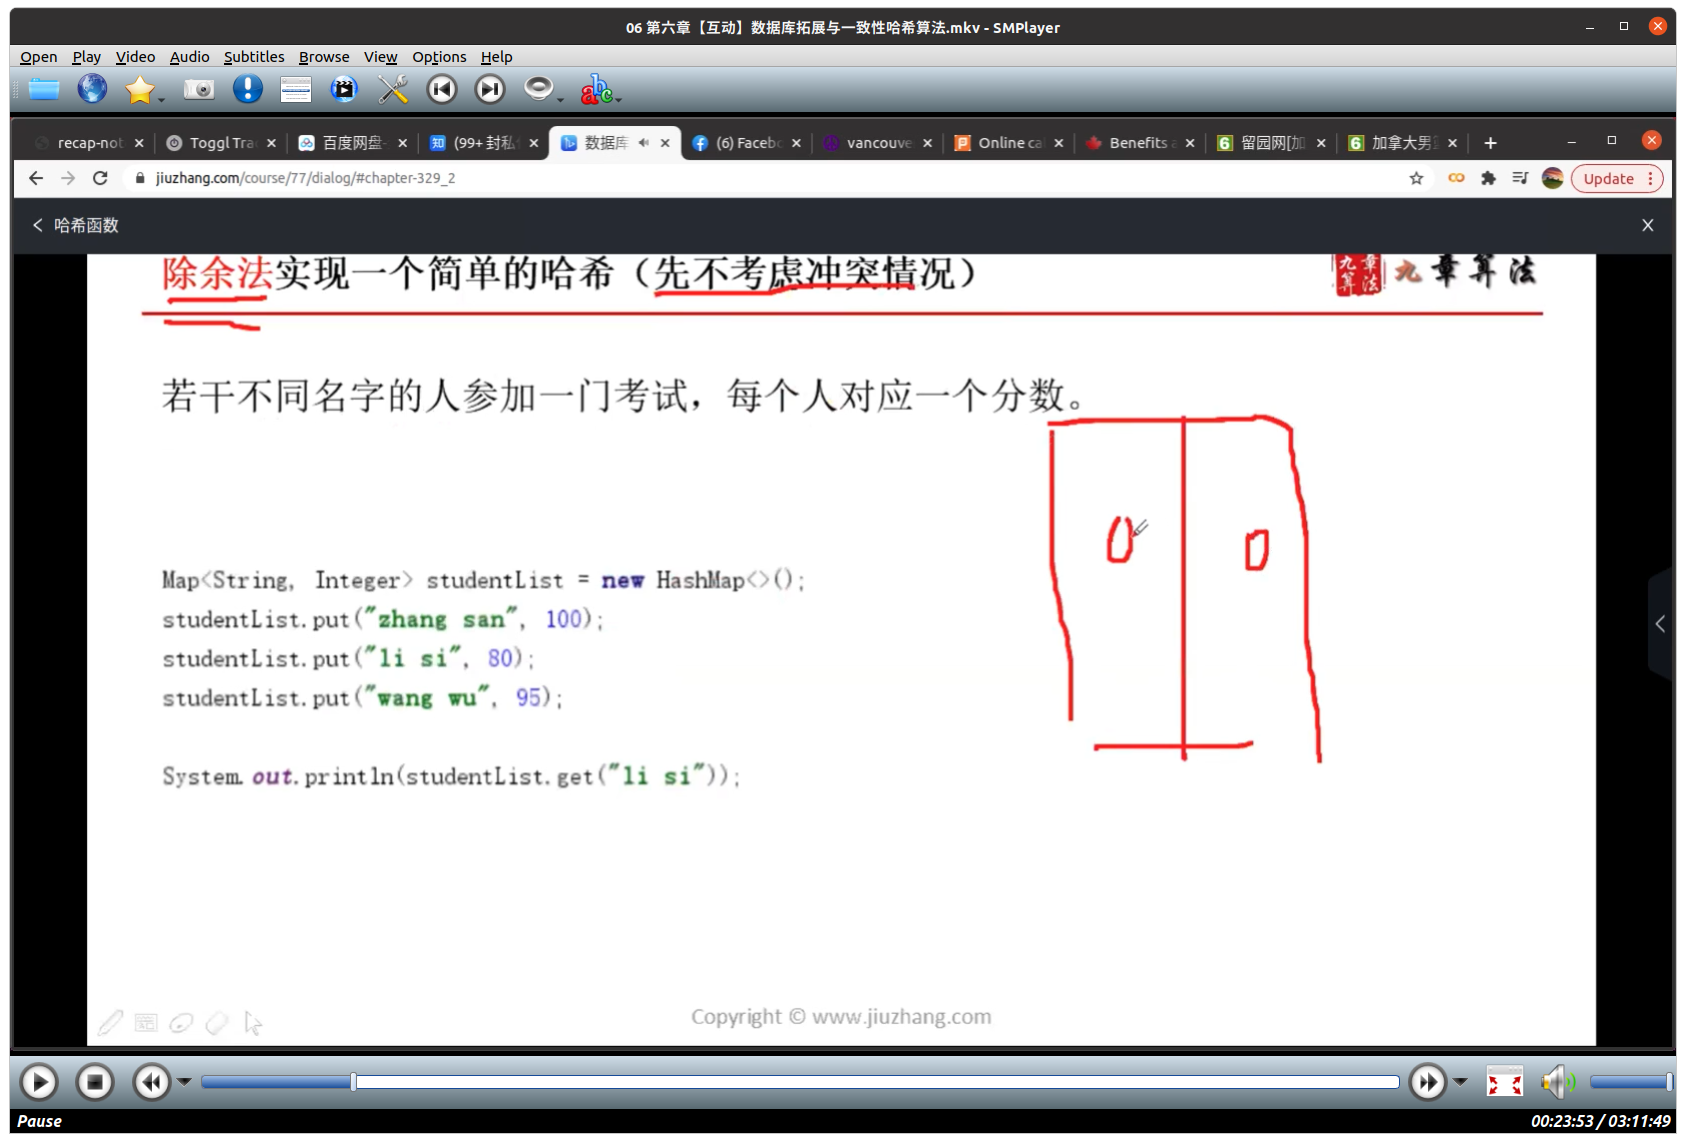 06 第六章【互动】数据库拓展与一致性哈希算法.mkv - SMPlayer
Open Play Video Audio Subtitles Browse View Options Help
abc
recap-not Toggl Tra 百度网盘- 知 (99+ 封私 数据库 (6) Facebo vancouve Online ca Benefits a 6 留园网[加 6 加拿大男
jiuzhang.com/course/77/dialog/#chapter-329_2 Update
哈希函数
除余法实现一个简单的哈希（先不考虑冲突情况）
九章算法 九章算法
若干不同名字的人参加一门考试，每个人对应一个分数。
0 0
Map<String, Integer> studentList = new HashMap<>();
studentList.put("zhang san", 100);
studentList.put("li si", 80);
studentList.put("wang wu", 95);
System.out.println(studentList.get("li si"));
Copyright © www.jiuzhang.com
Pause 00:23:53 / 03:11:49